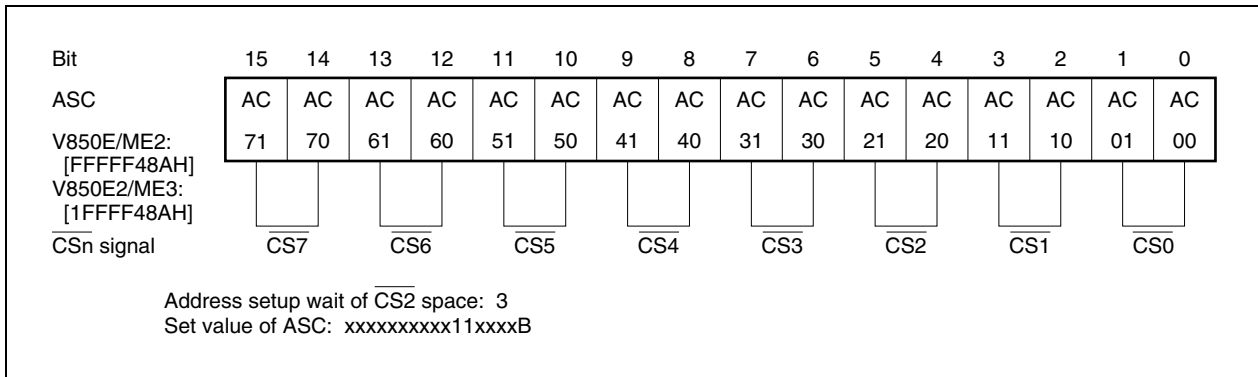 Bit 15 14 13 12 11 10 9 8 7 6 5 4 3 2 1 0
ASC AC AC AC AC AC AC AC AC AC AC AC AC AC AC AC AC
V850E/ME2: 71 70 61 60 51 50 41 40 31 30 21 20 11 10 01 00
[FFFFF48AH]
V850E2/ME3:
[1FFFF48AH]
CSn signal CS7 CS6 CS5 CS4 CS3 CS2 CS1 CS0
Address setup wait of CS2 space: 3
Set value of ASC: xxxxxxxxxx11xxxxB